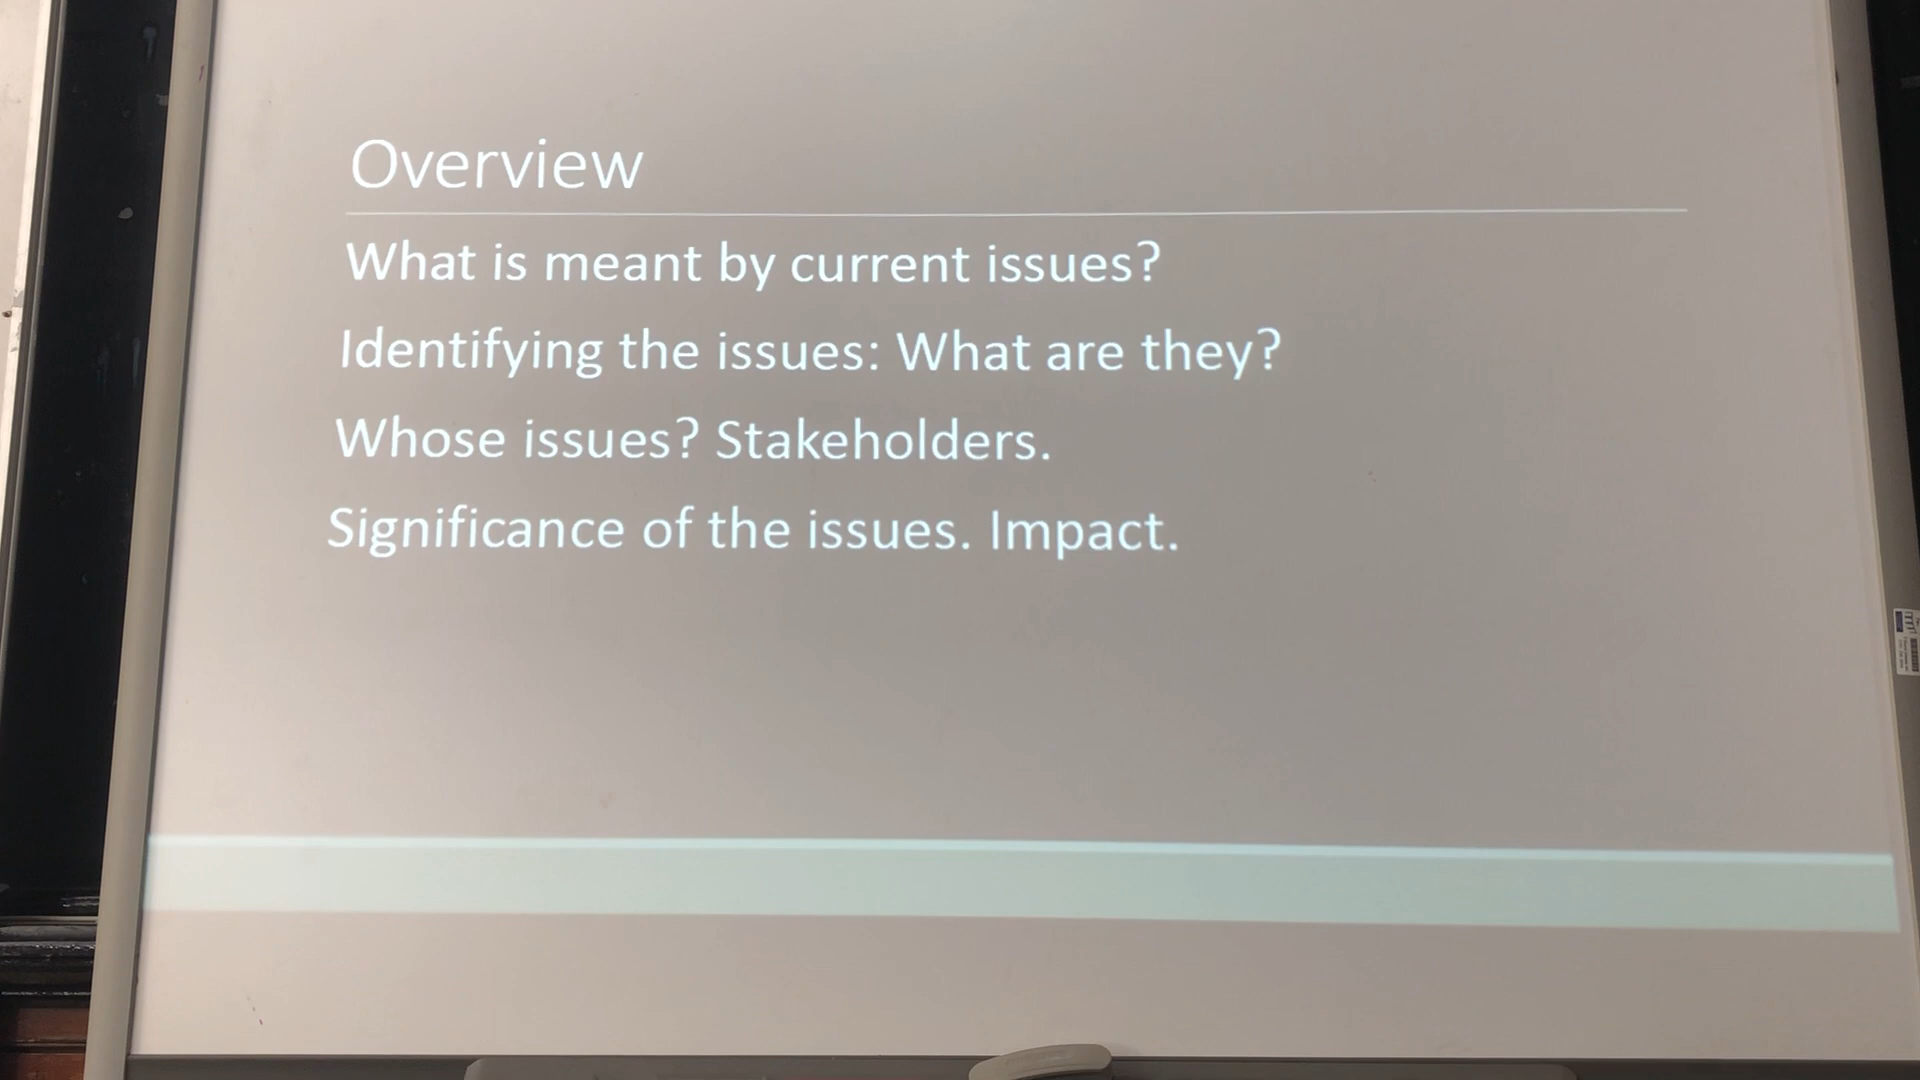 Overview
What is meant by current issues?
Identifying the issues: What are they?
Whose issues? Stakeholders.
Significance of the issues. Impact.